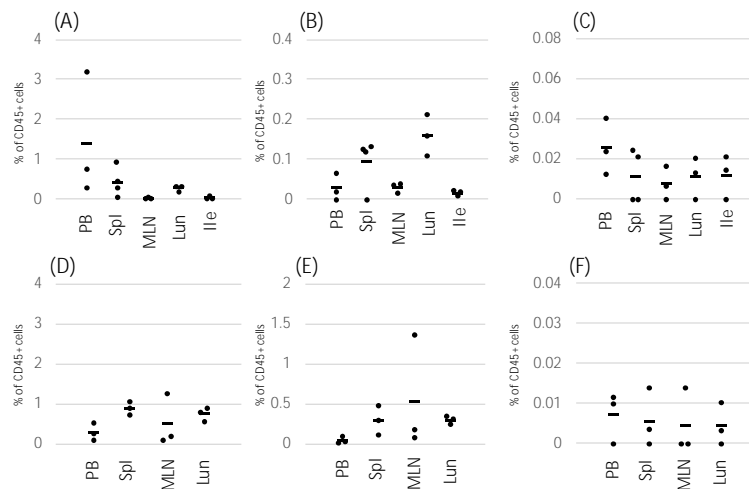 (A)
% of CD45+ cells
4
3
2
1
0
PB Spl MLN Lun Ile
(B)
% of CD45+ cells
0.4
0.3
0.2
0.1
0
PB Spl MLN Lun Ile
(C)
% of CD45+ cells
0.08
0.06
0.04
0.02
0
PB Spl MLN Lun Ile
(D)
% of CD45+ cells
4
3
2
1
0
PB Spl MLN Lun
(E)
% of CD45+ cells
2
1.5
1
0.5
0
PB Spl MLN Lun
(F)
% of CD45+ cells
0.04
0.03
0.02
0.01
0
PB Spl MLN Lun